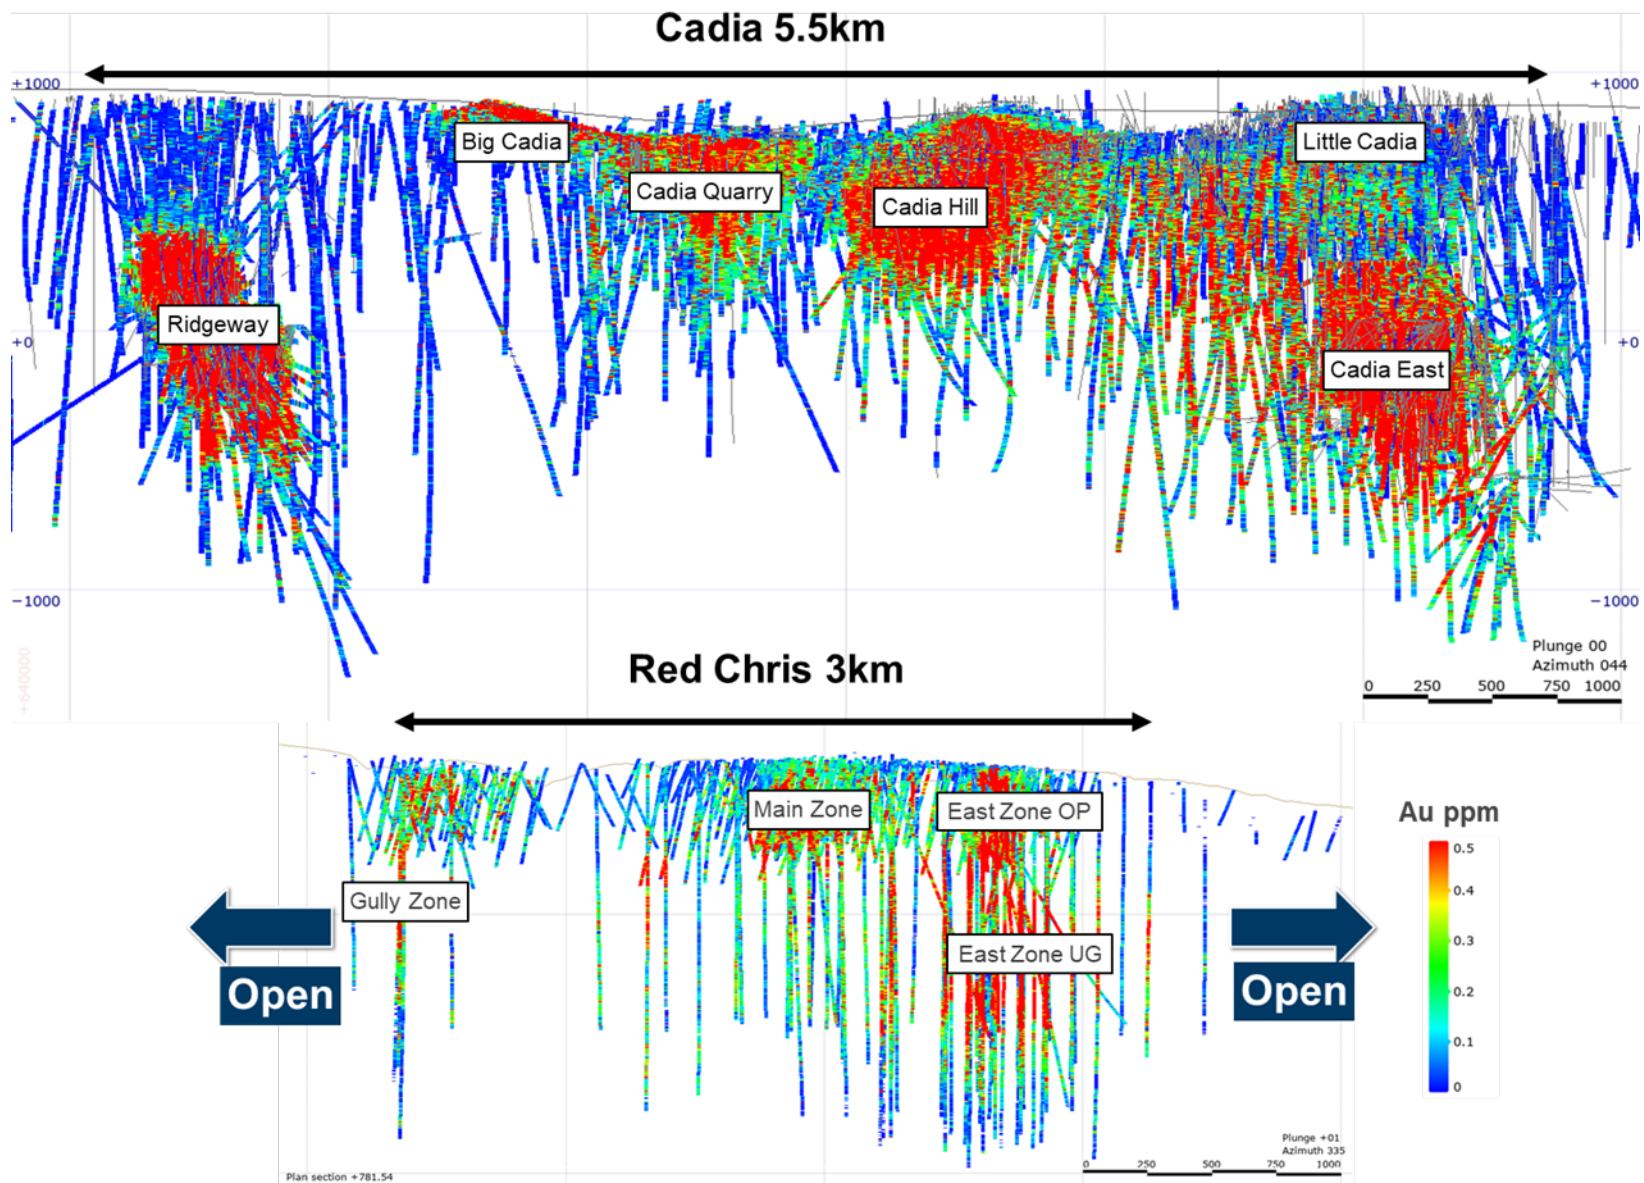 Cadia 5.5km
+1000
+1000
Big Cadia
Little Cadia
Cadia Quarry
Cadia Hill
Ridgeway
+0
+0
Cadia East
−1000
−1000
+640000
Plunge 00
Azimuth 044
0 250 500 750 1000
Red Chris 3km
Main Zone
East Zone OP
Gully Zone
East Zone UG
Open
Open
Au ppm
0.5
0.4
0.3
0.2
0.1
0
Plunge +01
Azimuth 335
0 250 500 750 1000
Plan section +781.54